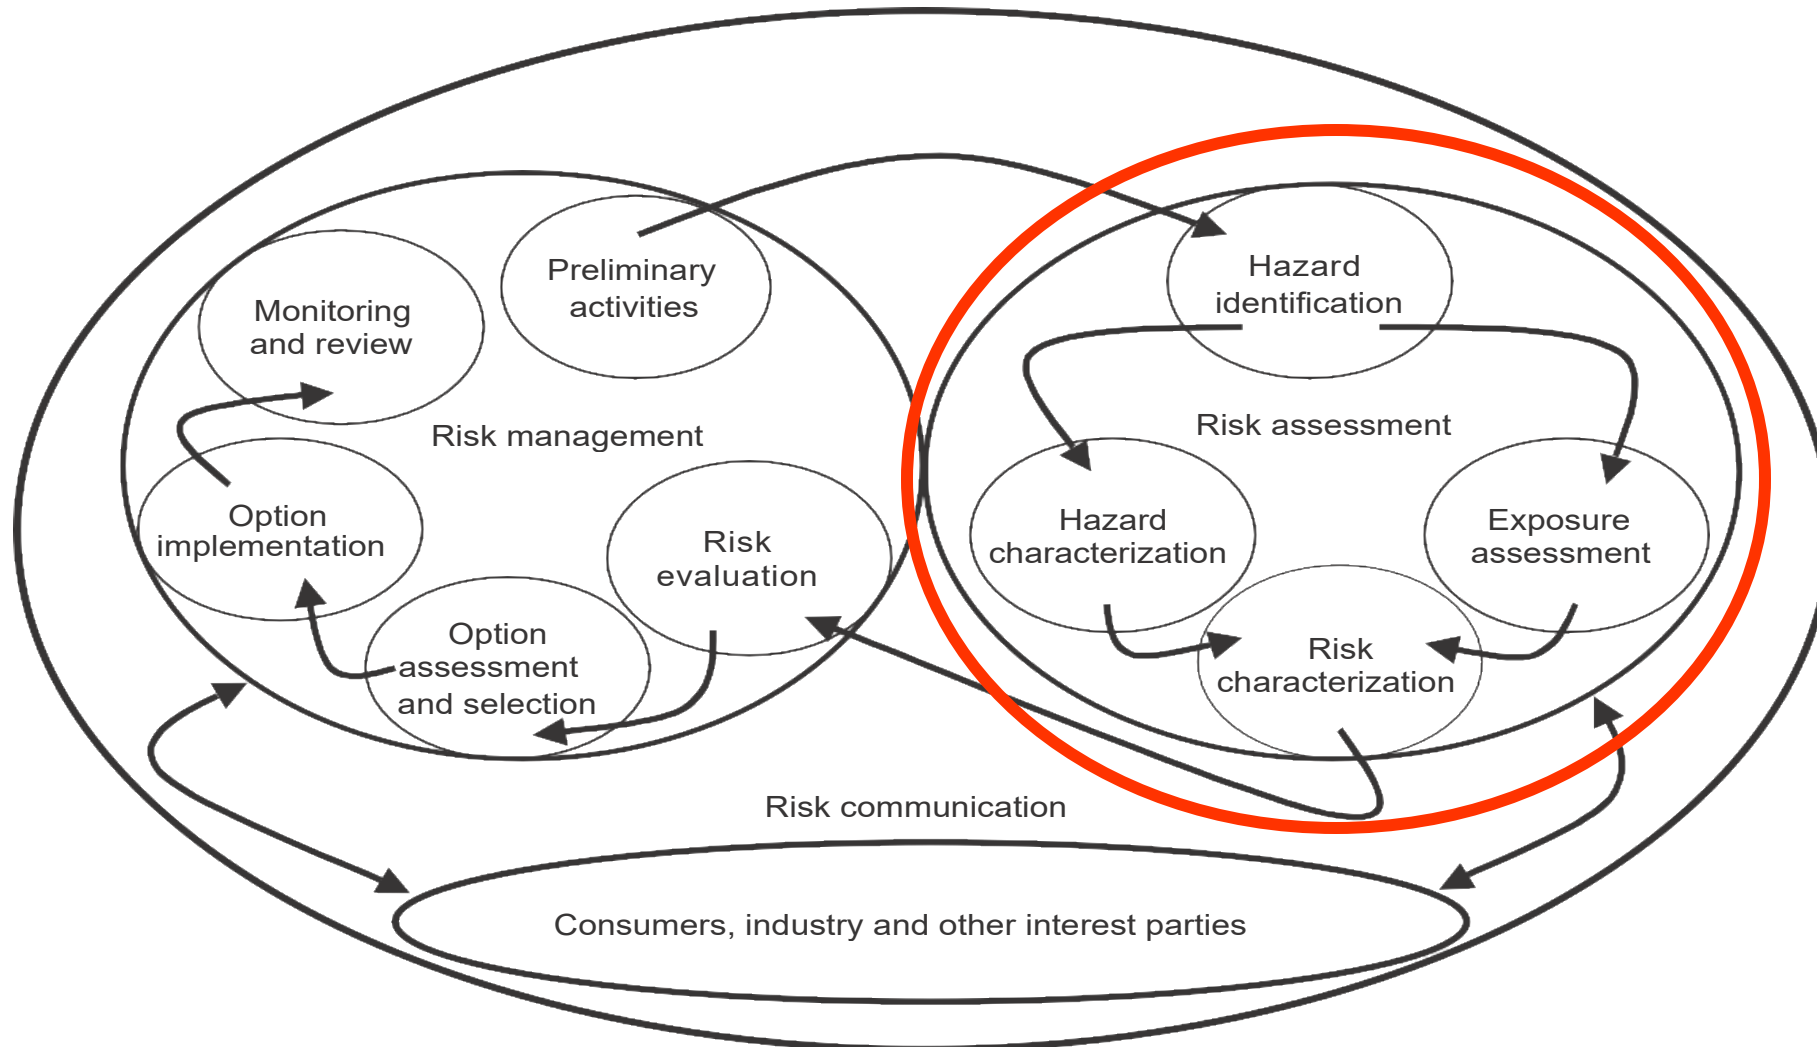 Preliminary
activities
Monitoring
and review
Risk management
Option
implementation
Risk
evaluation
Option
assessment
and selection
Hazard
identification
Risk assessment
Hazard
characterization
Exposure
assessment
Risk
characterization
Risk communication
Consumers, industry and other interest parties